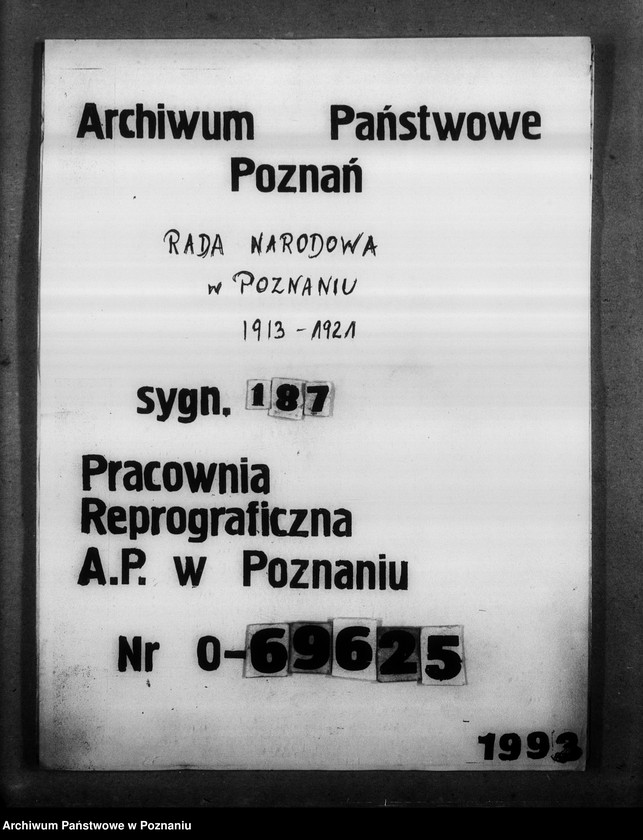 Archiwum Państwowe
Poznań
RADA NARODOWA
w POZNANIU
1913-1921
sygn. 187
Pracownia
Reprograficzna
A.P. w Poznaniu
Nr 0-69625
1993
Archiwum Państwowe w Poznaniu